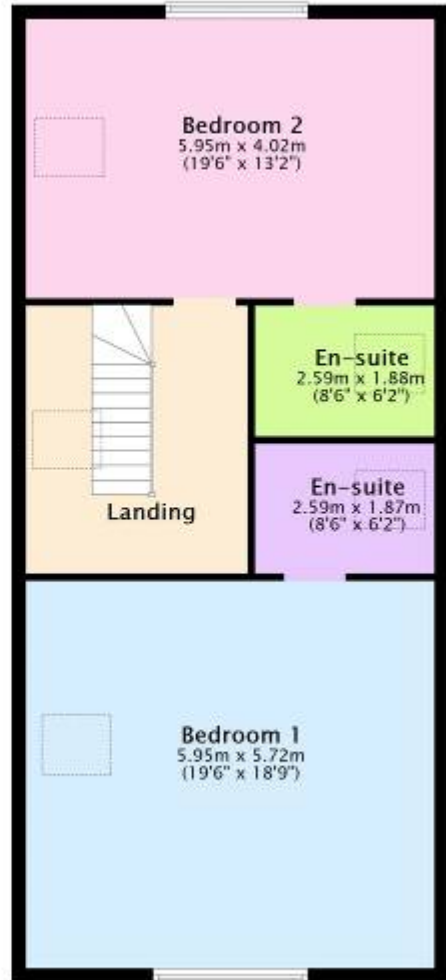 Bedroom 2
5.95m x 4.02m
(19'6" x 13'2")
En-suite
2.59m x 1.88m
(8'6" x 6'2")
En-suite
2.59m x 1.87m
(8'6" x 6'2")
Landing
Bedroom 1
5.95m x 5.72m
(19'6" x 18'9")